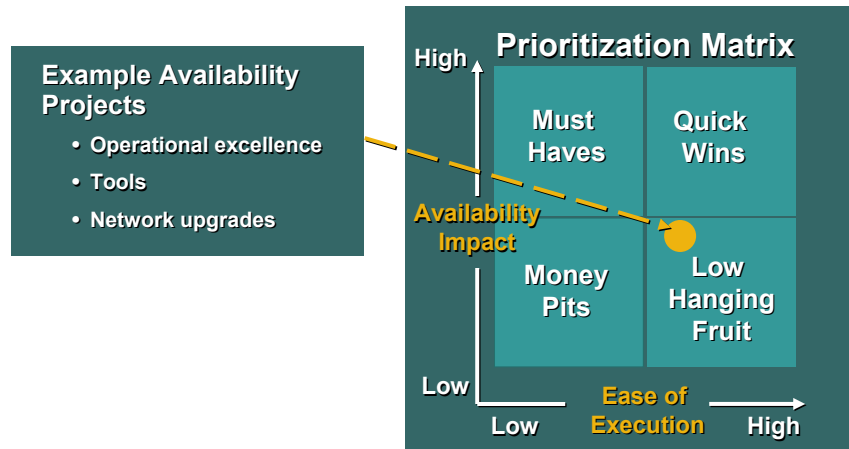 Example Availability
Projects
• Operational excellence
• Tools
• Network upgrades
Prioritization Matrix
High
Must
Haves
Quick
Wins
Availability
Impact
Money
Pits
Low
Hanging
Fruit
Low
Ease of
Execution
Low
High